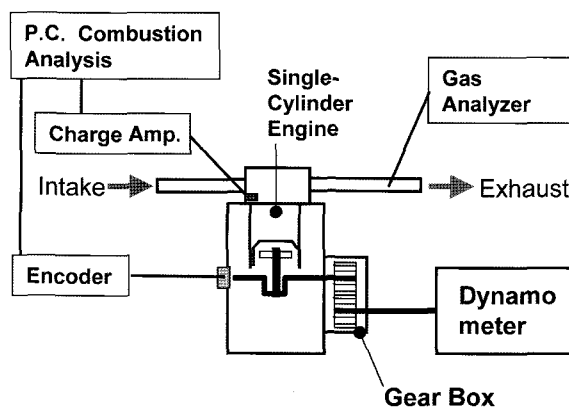 P.C. Combustion
Analysis
Single-
Cylinder
Engine
Gas
Analyzer
Charge Amp.
Intake
Exhaust
Encoder
Dynamo
meter
Gear Box